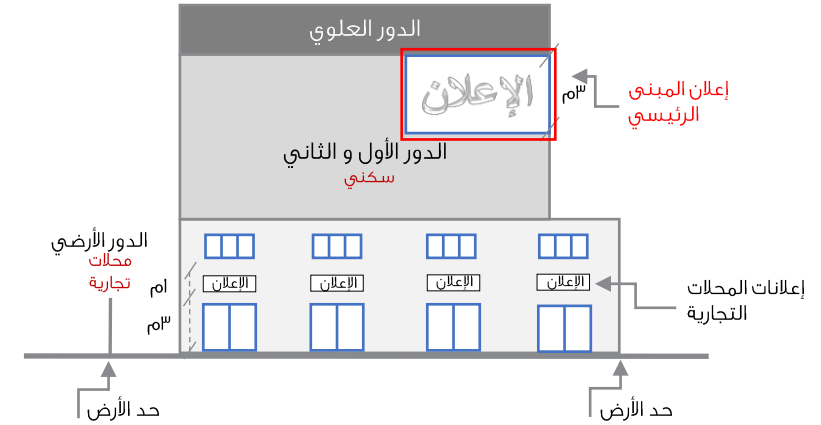 الدور العلوي
الإعلان
٣م
إعلان المبنى
الرئيسي
الدور الأول و الثاني
سكني
الدور الأرضي
محلات
تجارية
١م
٣م
الإعلان
الإعلان
الإعلان
الإعلان
إعلانات المحلات
التجارية
حد الأرض
حد الأرض